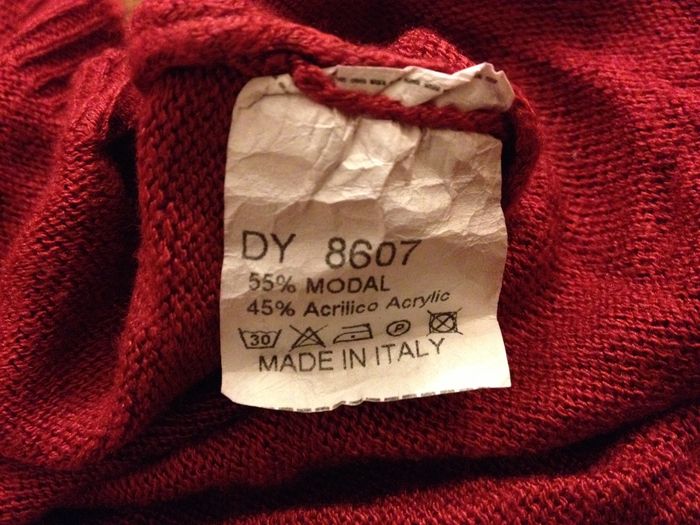 DY 8607
55% MODAL
45% Acrilico Acrylic
30 P
MADE IN ITALY